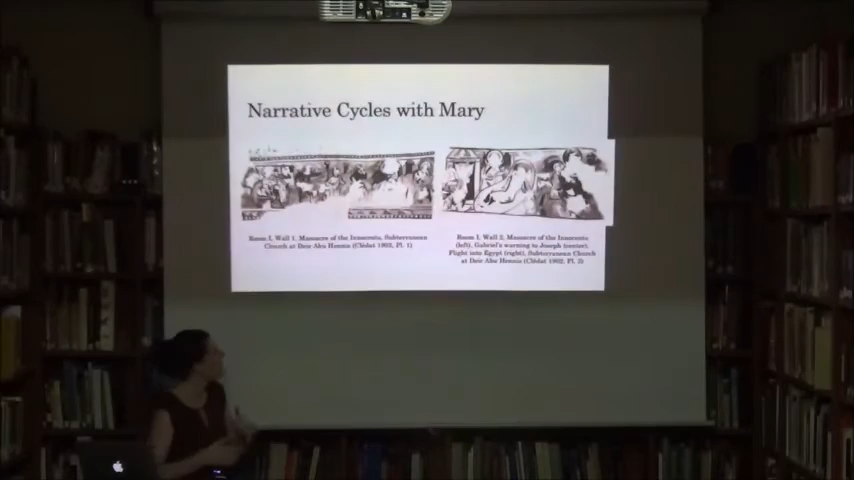 Narrative Cycles with Mary
Room I, Wall 1, Massacre of the Innocents, Subterranean
Church at Deir Abu Hennis (Clédat 1902, Pl. 1)
Room I, Wall 2, Massacre of the Innocents
(left), Gabriel's warning to Joseph (center),
Flight into Egypt (right), Subterranean Church
at Deir Abu Hennis (Clédat 1902, Pl. 2)